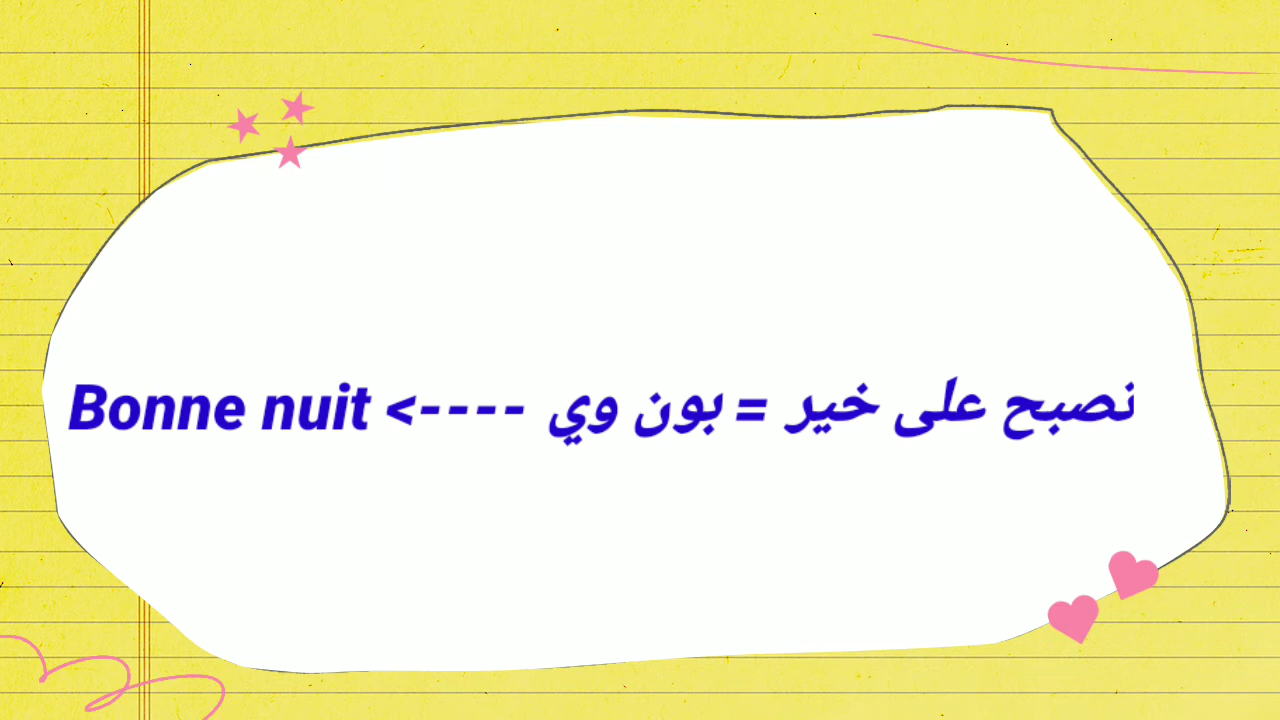 نصبح على خير = بون وي ----> Bonne nuit